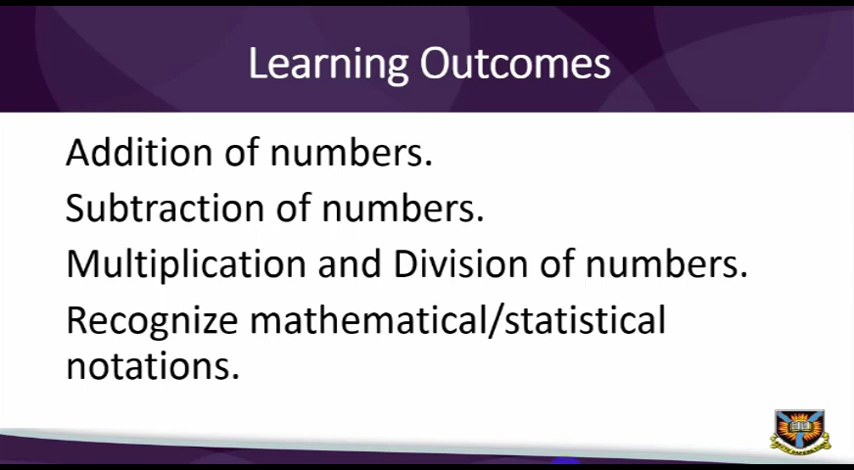 Learning Outcomes
Addition of numbers.
Subtraction of numbers.
Multiplication and Division of numbers.
Recognize mathematical/statistical
notations.